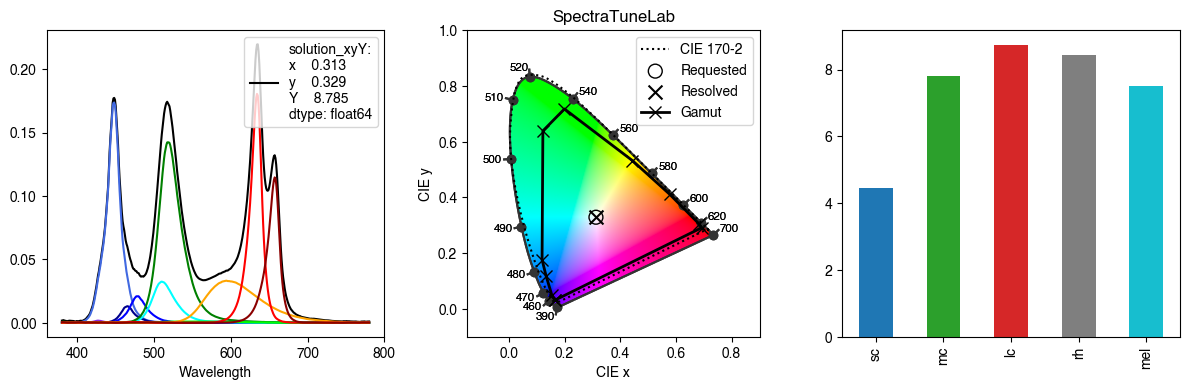 SpectraTuneLab
solution_xyY:
x 0.313
y 0.329
Y 8.785
dtype: float64
0.20
0.15
0.10
0.05
0.00
400
500
600
700
800
Wavelength
CIE 170-2
Requested
Resolved
Gamut
1.0
0.8
0.6
0.4
0.2
0.0
CIE y
520
540
510
560
500
580
600
620
700
490
480
470
460
390
0.0
0.2
0.4
0.6
0.8
CIE x
8
6
4
2
0
sc
mc
lc
rh
mel